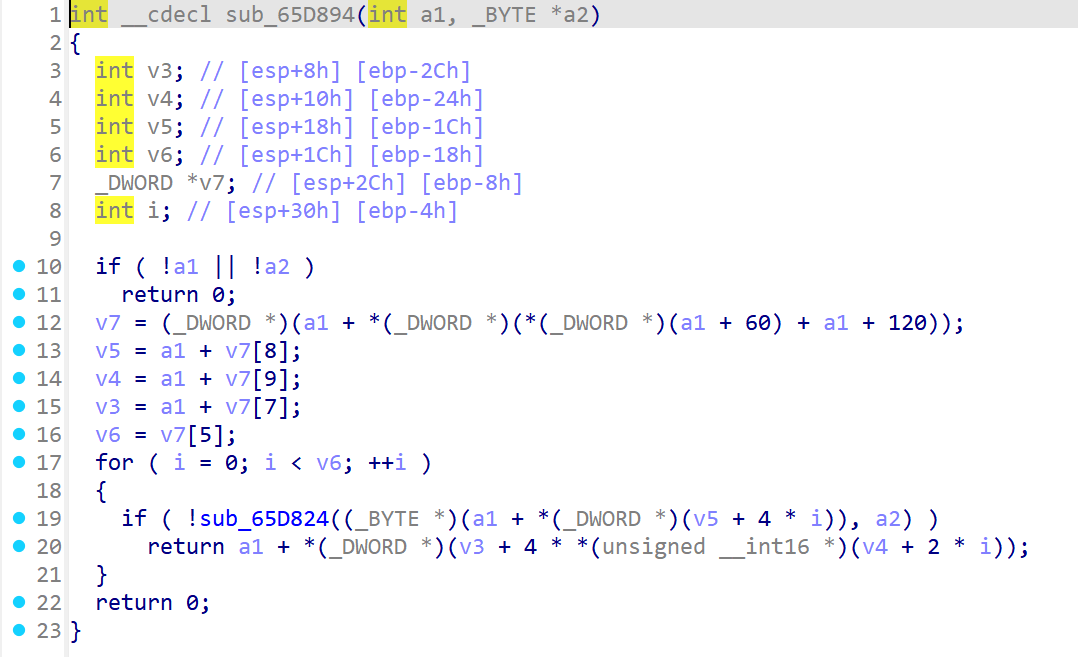 1 int __cdecl sub_65D894(int a1, _BYTE *a2)
2 {
3   int v3; // [esp+8h] [ebp-2Ch]
4   int v4; // [esp+10h] [ebp-24h]
5   int v5; // [esp+18h] [ebp-1Ch]
6   int v6; // [esp+1Ch] [ebp-18h]
7   _DWORD *v7; // [esp+2Ch] [ebp-8h]
8   int i; // [esp+30h] [ebp-4h]
9
10   if ( !a1 || !a2 )
11     return 0;
12   v7 = (_DWORD *)(a1 + *(_DWORD *)(*(_DWORD *)(a1 + 60) + a1 + 120));
13   v5 = a1 + v7[8];
14   v4 = a1 + v7[9];
15   v3 = a1 + v7[7];
16   v6 = v7[5];
17   for ( i = 0; i < v6; ++i )
18   {
19     if ( !sub_65D824((_BYTE *)(a1 + *(_DWORD *)(v5 + 4 * i)), a2) )
20       return a1 + *(_DWORD *)(v3 + 4 * *(unsigned __int16 *)(v4 + 2 * i));
21   }
22   return 0;
23 }